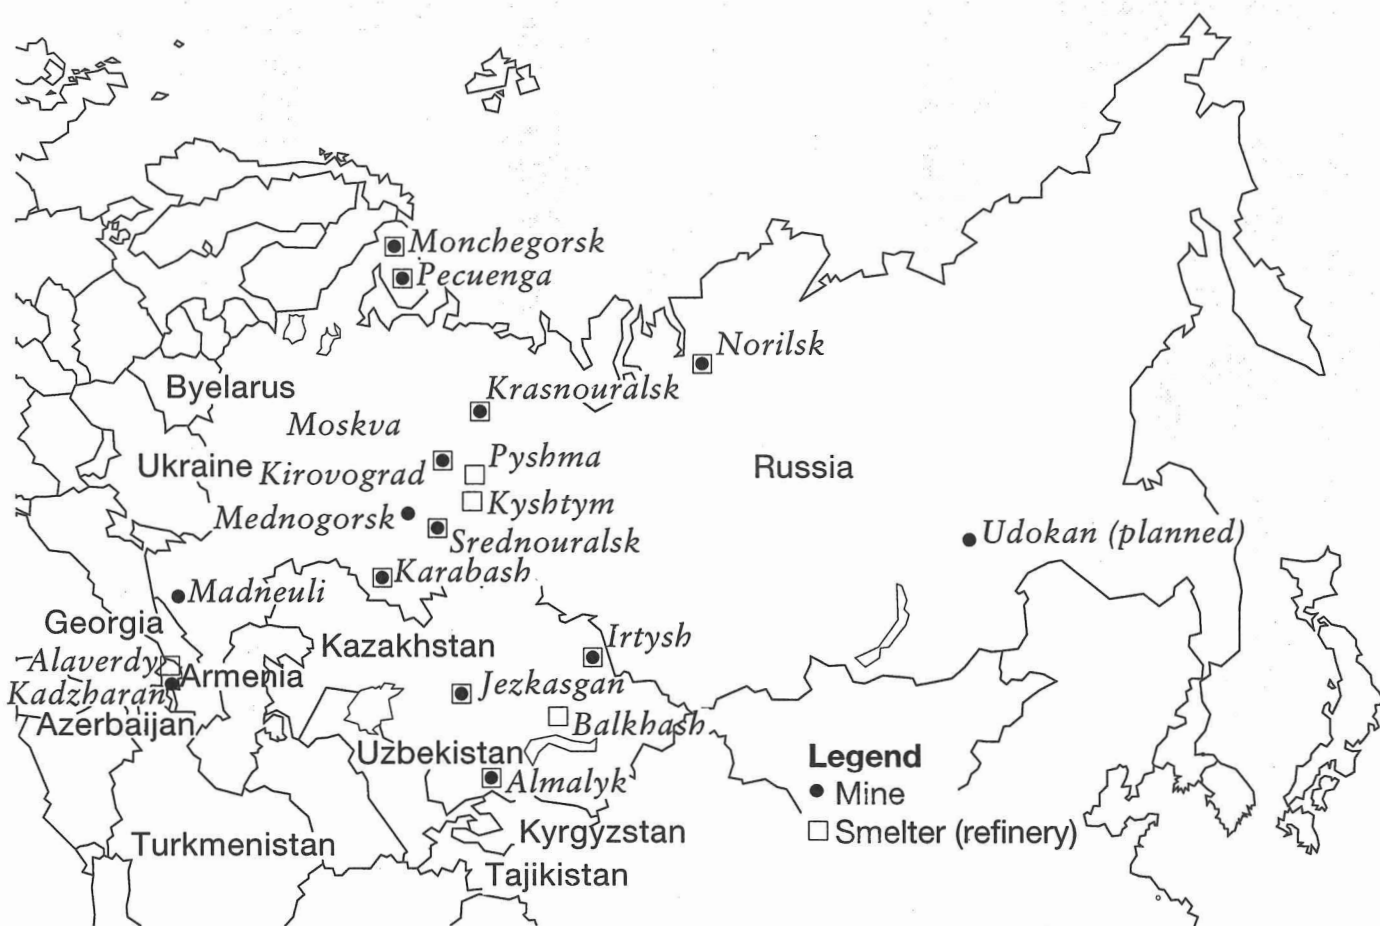 Monchegorsk
Pecuenga
Norilsk
Krasnouralsk
Byelarus
Moskva
Pyshma
Ukraine
Kirovograd
Russia
Kyshtym
Mednogorsk
Udokan (planned)
Srednouralsk
Karabash
Madneuli
Georgia
Irtysh
Kazakhstan
Alaverdy
Armenia
Jezkasgan
Kadzharan
Azerbaijan
Balkhash
Uzbekistan
Legend
Almalyk
Mine
Kyrgyzstan
Smelter (refinery)
Turkmenistan
Tajikistan